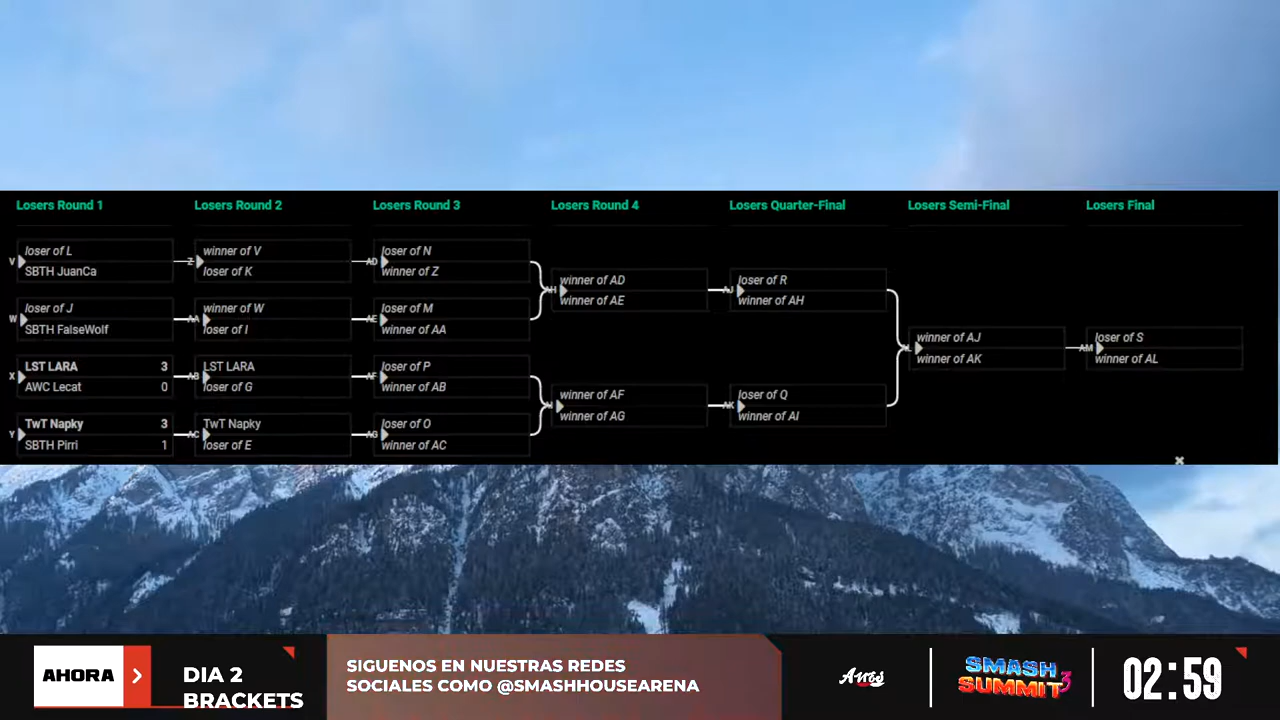 Losers Round 1
Losers Round 2
Losers Round 3
Losers Round 4
Losers Quarter-Final
Losers Semi-Final
Losers Final
V
loser of L
SBTH JuanCa
W
loser of J
SBTH FalseWolf
X
LST LARA 3
AWC Lecat 0
Y
TwT Napky 3
SBTH Pirri 1
Z
winner of V
loser of K
AA
winner of W
loser of I
AB
LST LARA
loser of G
AC
TwT Napky
loser of E
AD
loser of N
winner of Z
AE
loser of M
winner of AA
AF
loser of P
winner of AB
AG
loser of O
winner of AC
AH
winner of AD
winner of AE
winner of AF
winner of AG
AJ
loser of R
winner of AH
AK
loser of Q
winner of AI
winner of AJ
winner of AK
AM
loser of S
winner of AL
AHORA
DIA 2
BRACKETS
SIGUENOS EN NUESTRAS REDES
SOCIALES COMO @SMASHHOUSEARENA
SMASH
SUMMIT 3
02:59